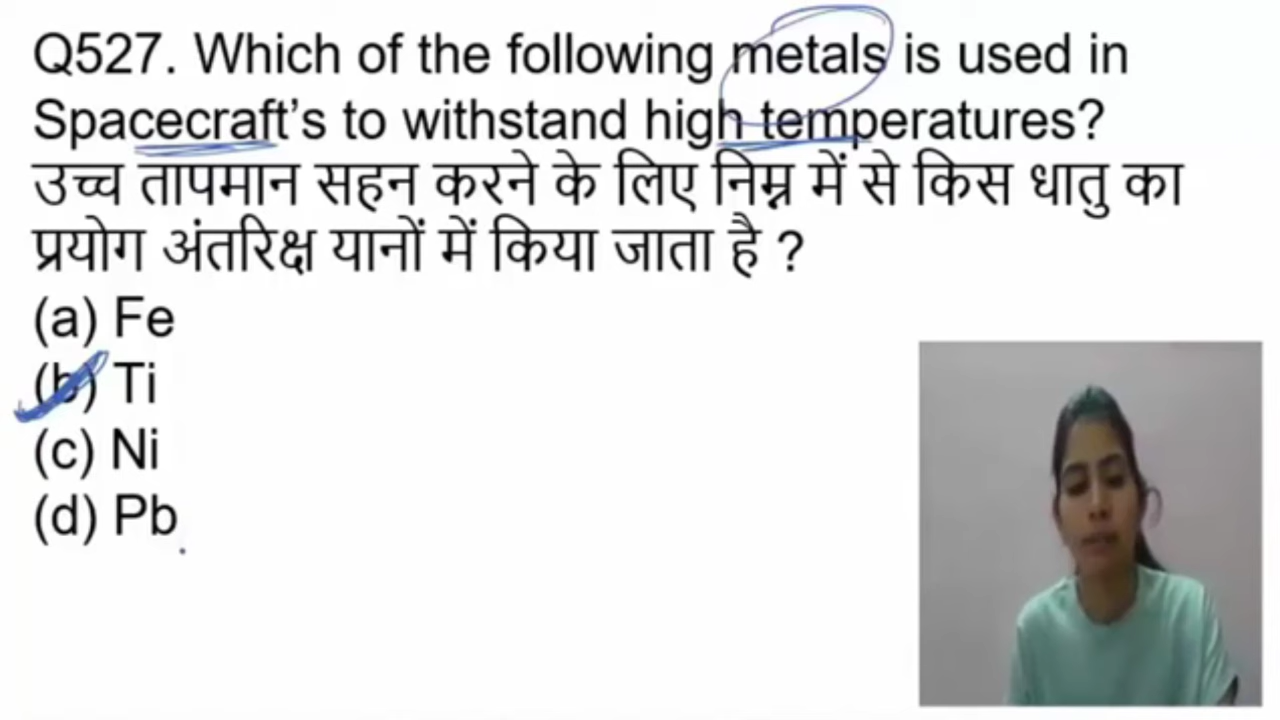 Q527. Which of the following metals is used in
Spacecraft's to withstand high temperatures?
उच्च तापमान सहन करने के लिए निम्न में से किस धातु का
प्रयोग अंतरिक्ष यानों में किया जाता है ?
(a) Fe
(b) Ti
(c) Ni
(d) Pb